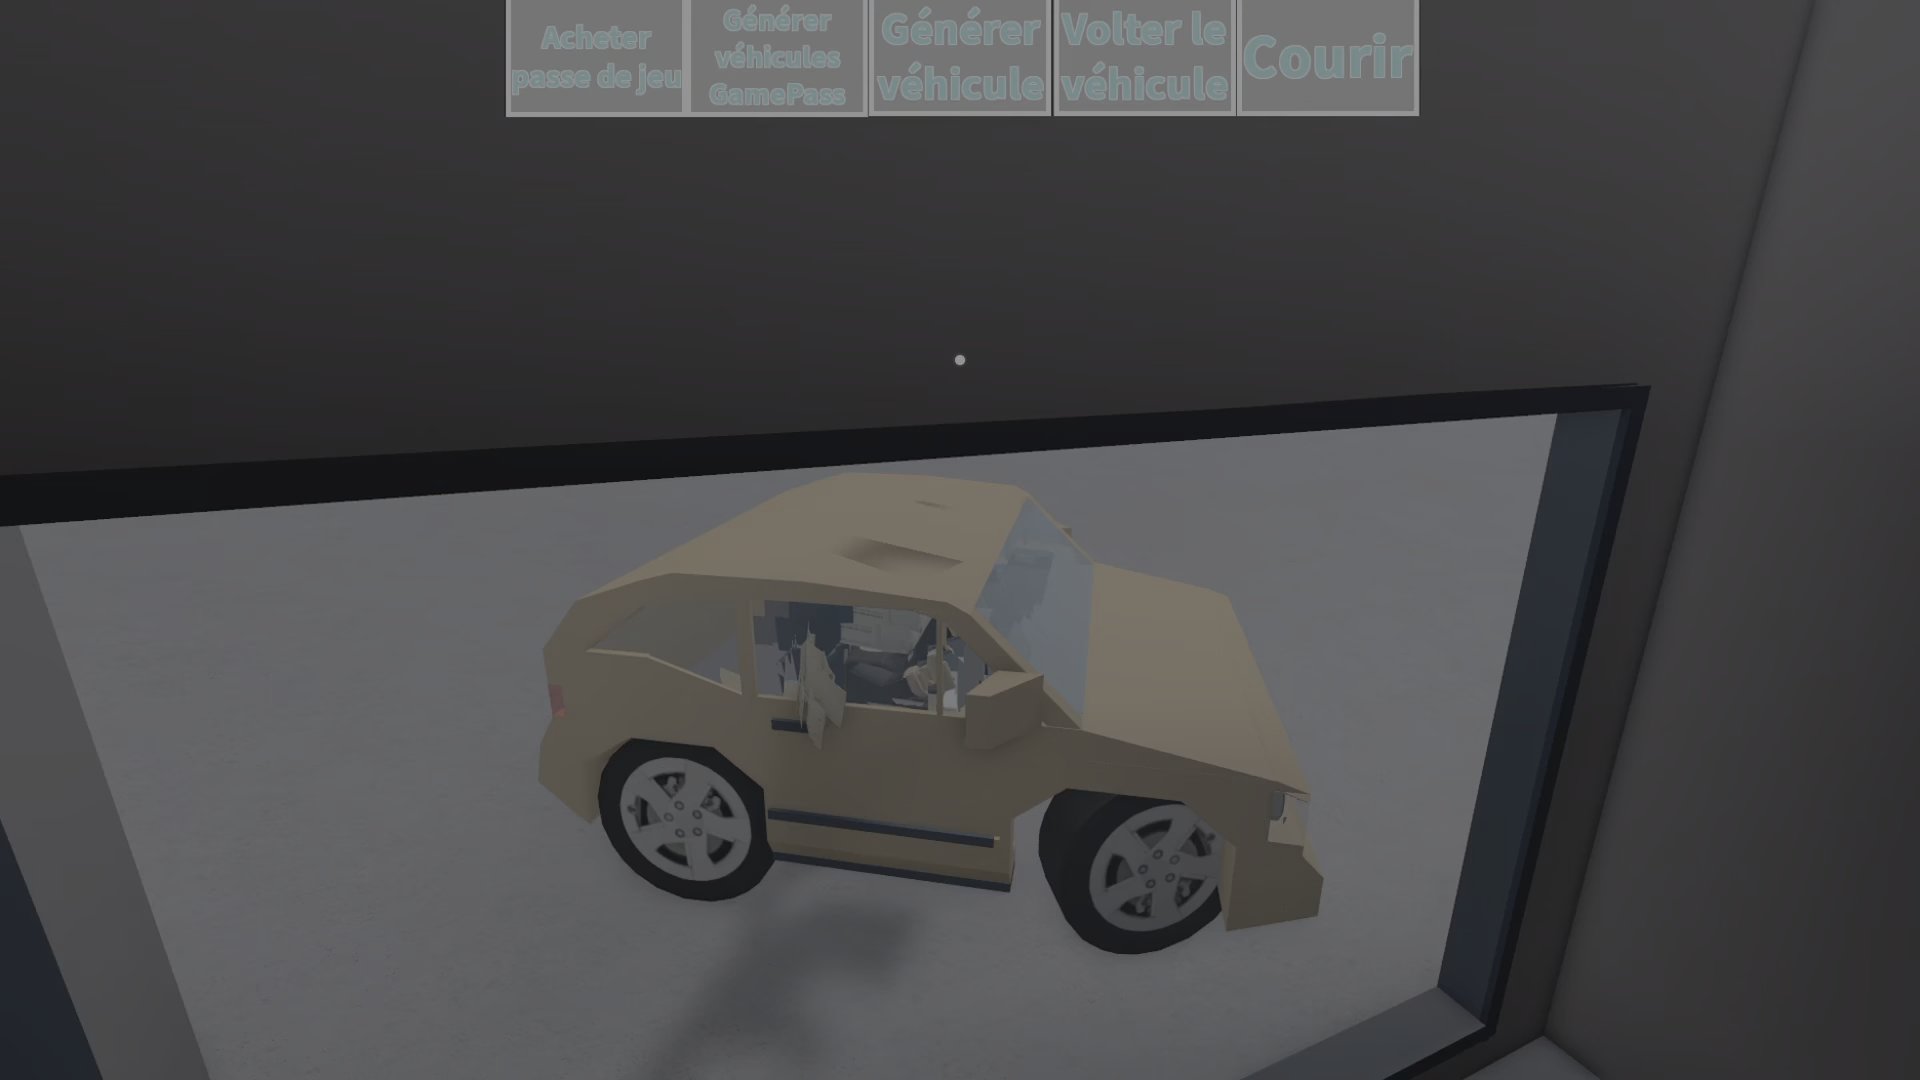 Acheter
passe de jeu
Générer
véhicules
GamePass
Générer
véhicule
Volter le
véhicule
Courir